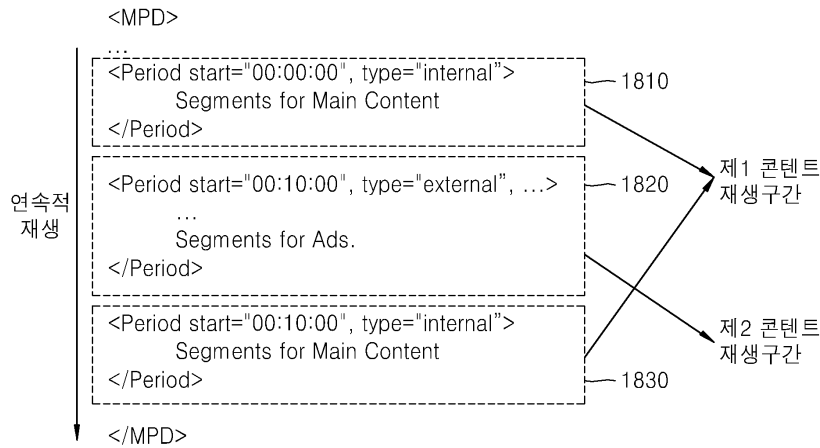 <MPD>
...
<Period start="00:00:00", type="internal">
Segments for Main Content
</Period>
1810
<Period start="00:10:00", type="external", ...>
...
Segments for Ads.
</Period>
1820
<Period start="00:10:00", type="internal">
Segments for Main Content
</Period>
1830
</MPD>
연속적
재생
제1 콘텐트
재생구간
제2 콘텐트
재생구간